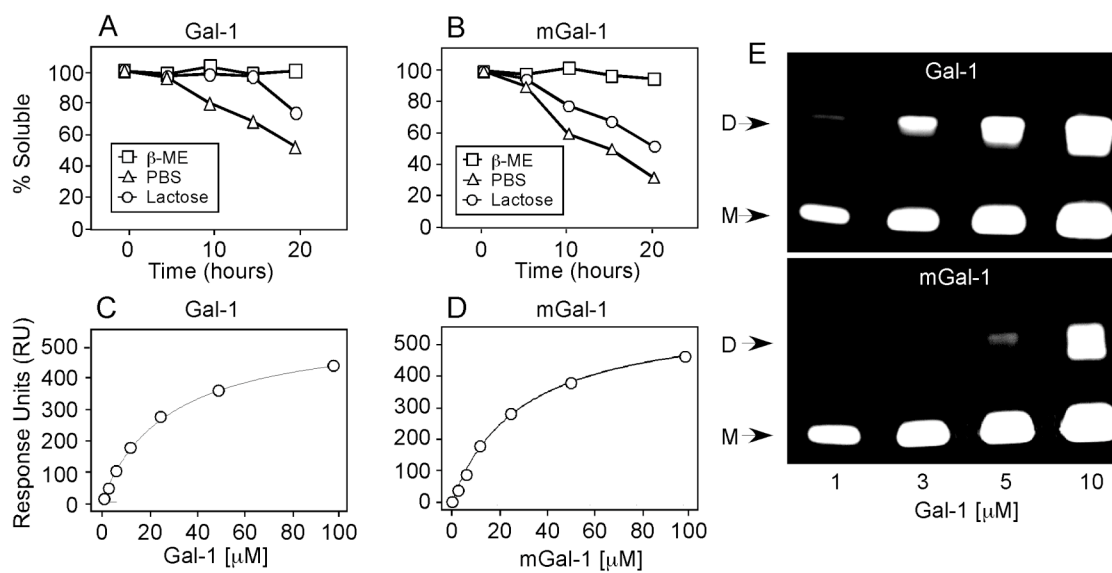 A
Gal-1
% Soluble
100
80
60
40
20
0
β-ME
PBS
Lactose
0
10
20
Time (hours)
B
mGal-1
100
80
60
40
20
0
β-ME
PBS
Lactose
0
10
20
Time (hours)
C
Gal-1
Response Units (RU)
500
400
300
200
100
0
0
20
40
60
80
100
Gal-1 [µM]
D
mGal-1
500
400
300
200
100
0
0
20
40
60
80
100
mGal-1 [µM]
E
Gal-1
D
M
mGal-1
D
M
1
3
5
10
Gal-1 [µM]